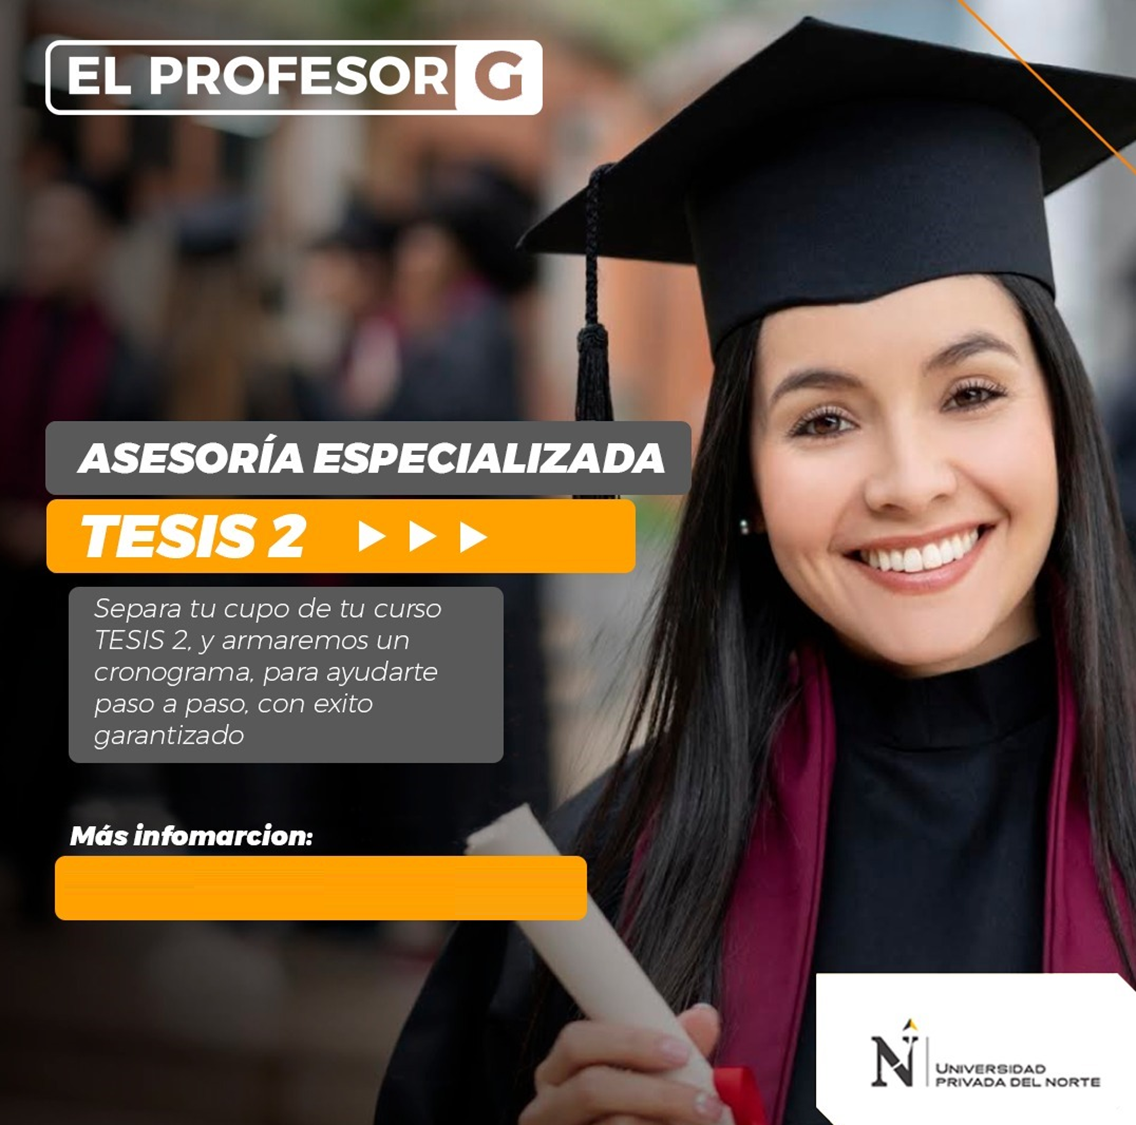 EL PROFESOR G
ASESORÍA ESPECIALIZADA
TESIS 2
Separa tu cupo de tu curso
TESIS 2, y armaremos un
cronograma, para ayudarte
paso a paso, con exito
garantizado
Más infomarcion:
N UNIVERSIDAD
PRIVADA DEL NORTE